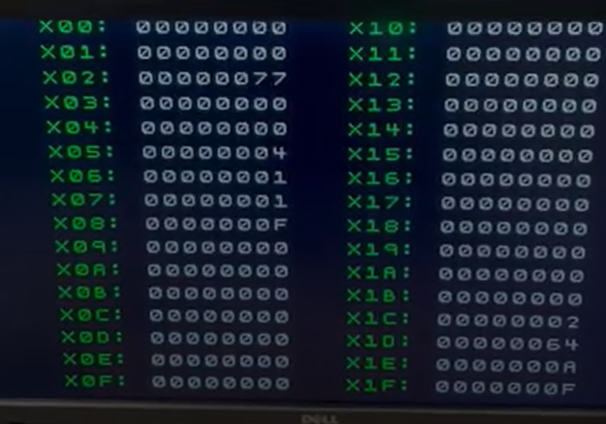 X00: 00000000 X10: 00000000
X01: 00000000 X11: 00000000
X02: 00000077 X12: 00000000
X03: 00000000 X13: 00000000
X04: 00000000 X14: 00000000
X05: 00000004 X15: 00000000
X06: 00000001 X16: 00000000
X07: 00000001 X17: 00000000
X08: 0000000F X18: 00000000
X09: 00000000 X19: 00000000
X0A: 00000000 X1A: 00000000
X0B: 00000000 X1B: 00000000
X0C: 00000000 X1C: 00000002
X0D: 00000000 X1D: 00000064
X0E: 00000000 X1E: 0000000A
X0F: 00000000 X1F: 0000000F
DELL